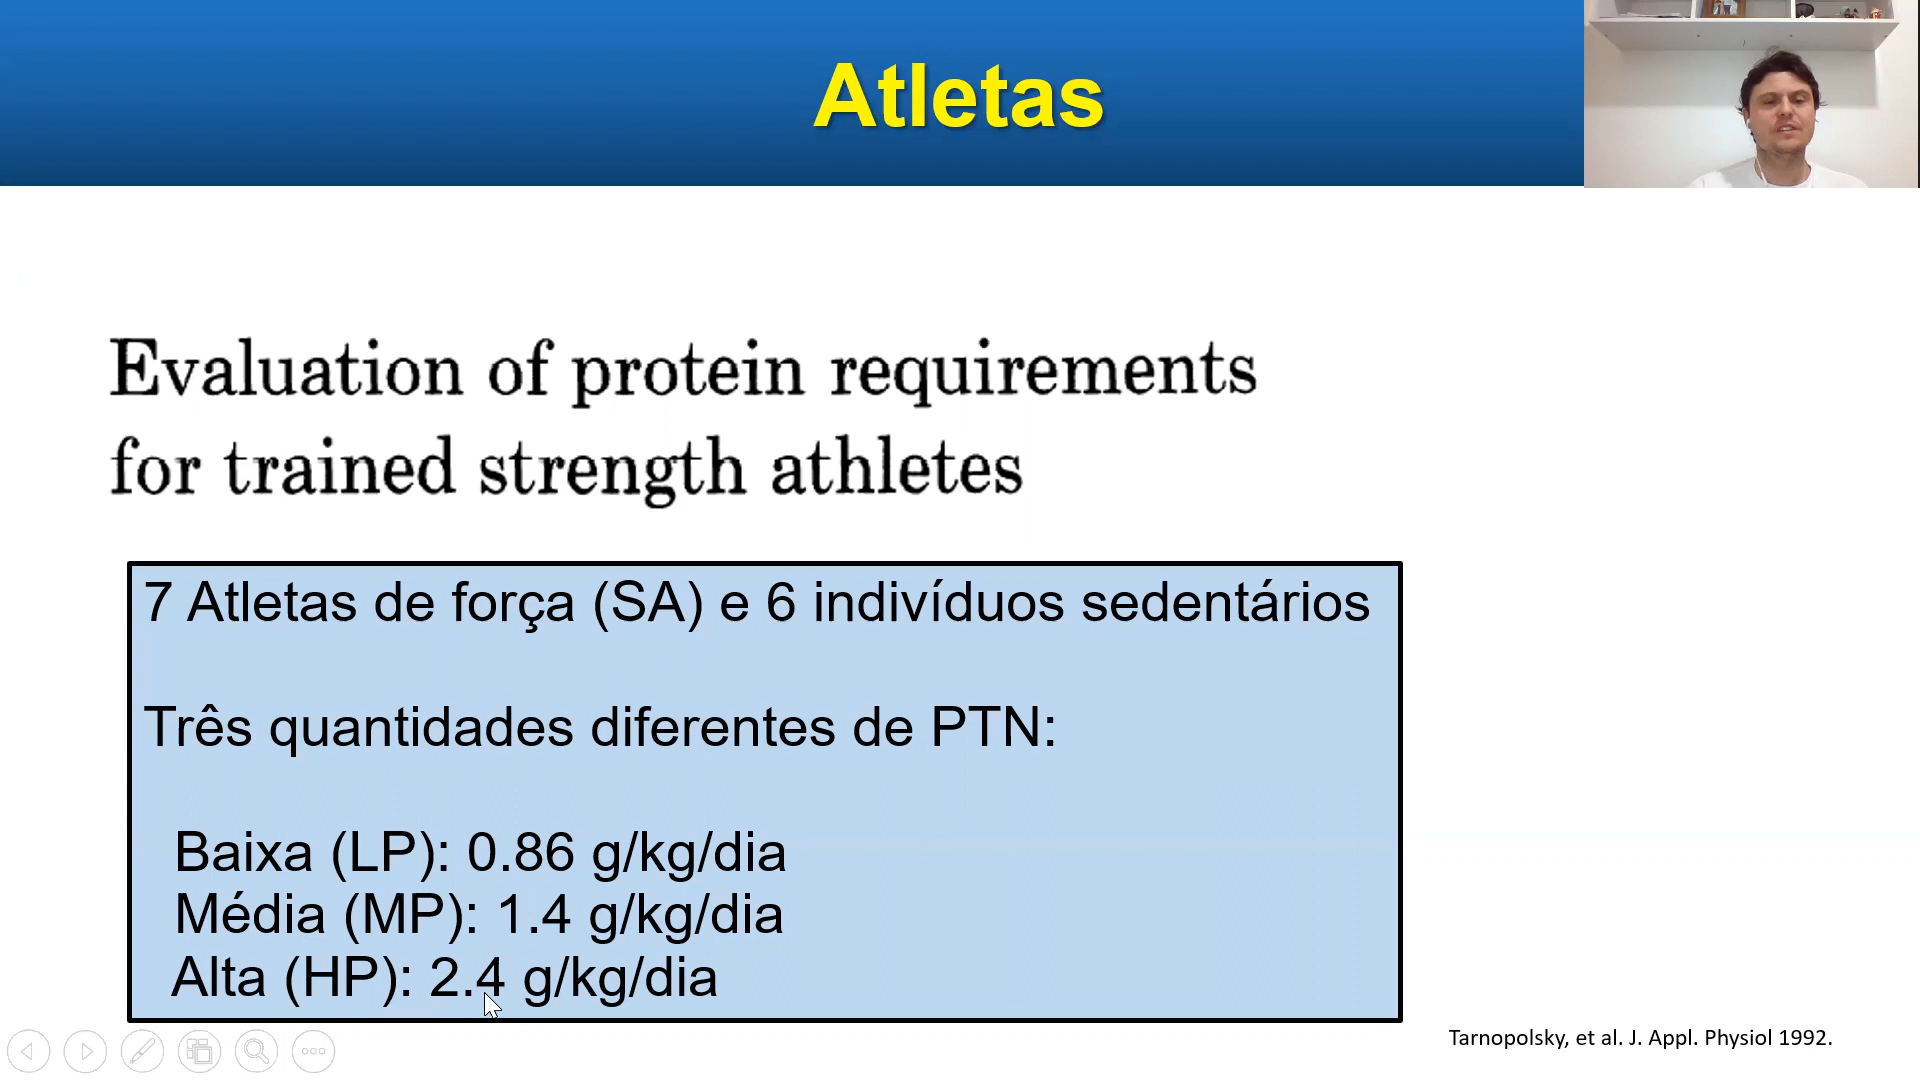 Atletas
Evaluation of protein requirements
for trained strength athletes
7 Atletas de força (SA) e 6 indivíduos sedentários
Três quantidades diferentes de PTN:
Baixa (LP): 0.86 g/kg/dia
Média (MP): 1.4 g/kg/dia
Alta (HP): 2.4 g/kg/dia
Tarnopolsky, et al. J. Appl. Physiol 1992.